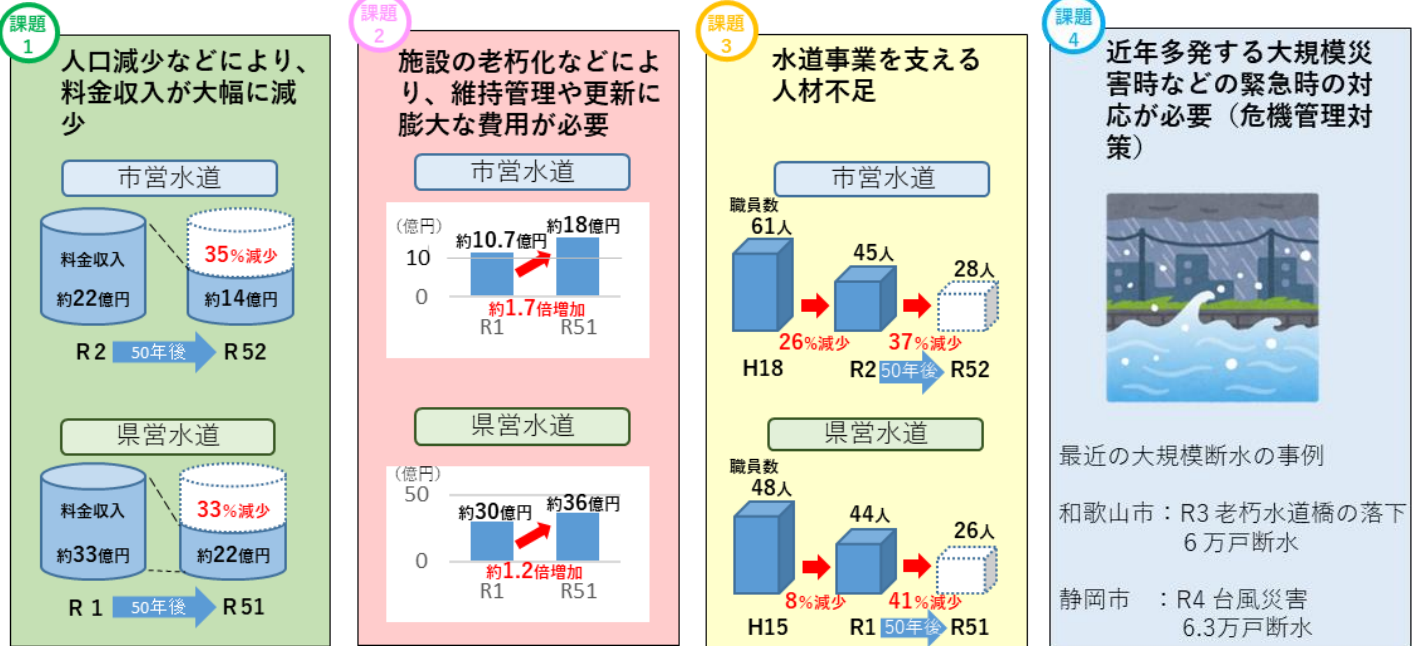 課題
1
人口減少などにより、
料金収入が大幅に減
少
市営水道
料金収入
約22億円
35%減少
約14億円
R 2
50年後
R 52
県営水道
料金収入
約33億円
33%減少
約22億円
R 1
50年後
R 51
課題
2
施設の老朽化などによ
り、維持管理や更新に
膨大な費用が必要
市営水道
(億円)
10
0
約10.7億円
約18億円
約1.7倍増加
R1
R51
県営水道
(億円)
50
0
約30億円
約36億円
約1.2倍増加
R1
R51
課題
3
水道事業を支える
人材不足
市営水道
職員数
61人
45人
28人
26%減少
37%減少
H18
R2
50年後
R52
県営水道
職員数
48人
44人
26人
8%減少
41%減少
H15
R1
50年後
R51
課題
4
近年多発する大規模災
害時などの緊急時の対
応が必要（危機管理対
策）
最近の大規模断水の事例
和歌山市：R3 老朽水道橋の落下
6 万戸断水
静岡市　：R4 台風災害
6.3万戸断水